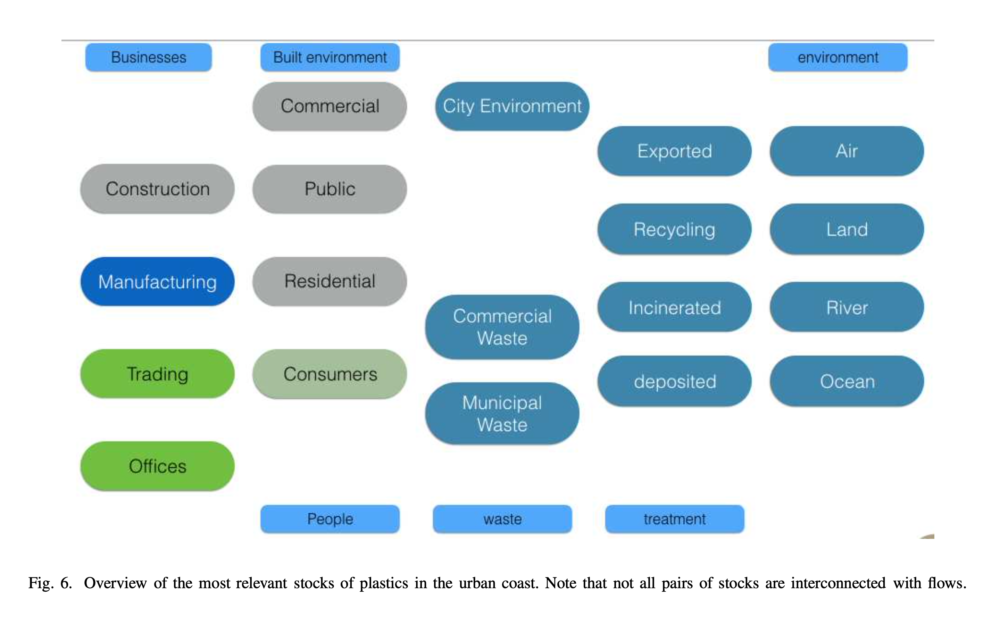 Businesses
Built environment
environment
Commercial
City Environment
Exported
Air
Construction
Public
Recycling
Land
Manufacturing
Residential
Incinerated
River
Commercial
Waste
Trading
Consumers
deposited
Ocean
Municipal
Waste
Offices
People
waste
treatment
Fig. 6. Overview of the most relevant stocks of plastics in the urban coast. Note that not all pairs of stocks are interconnected with flows.